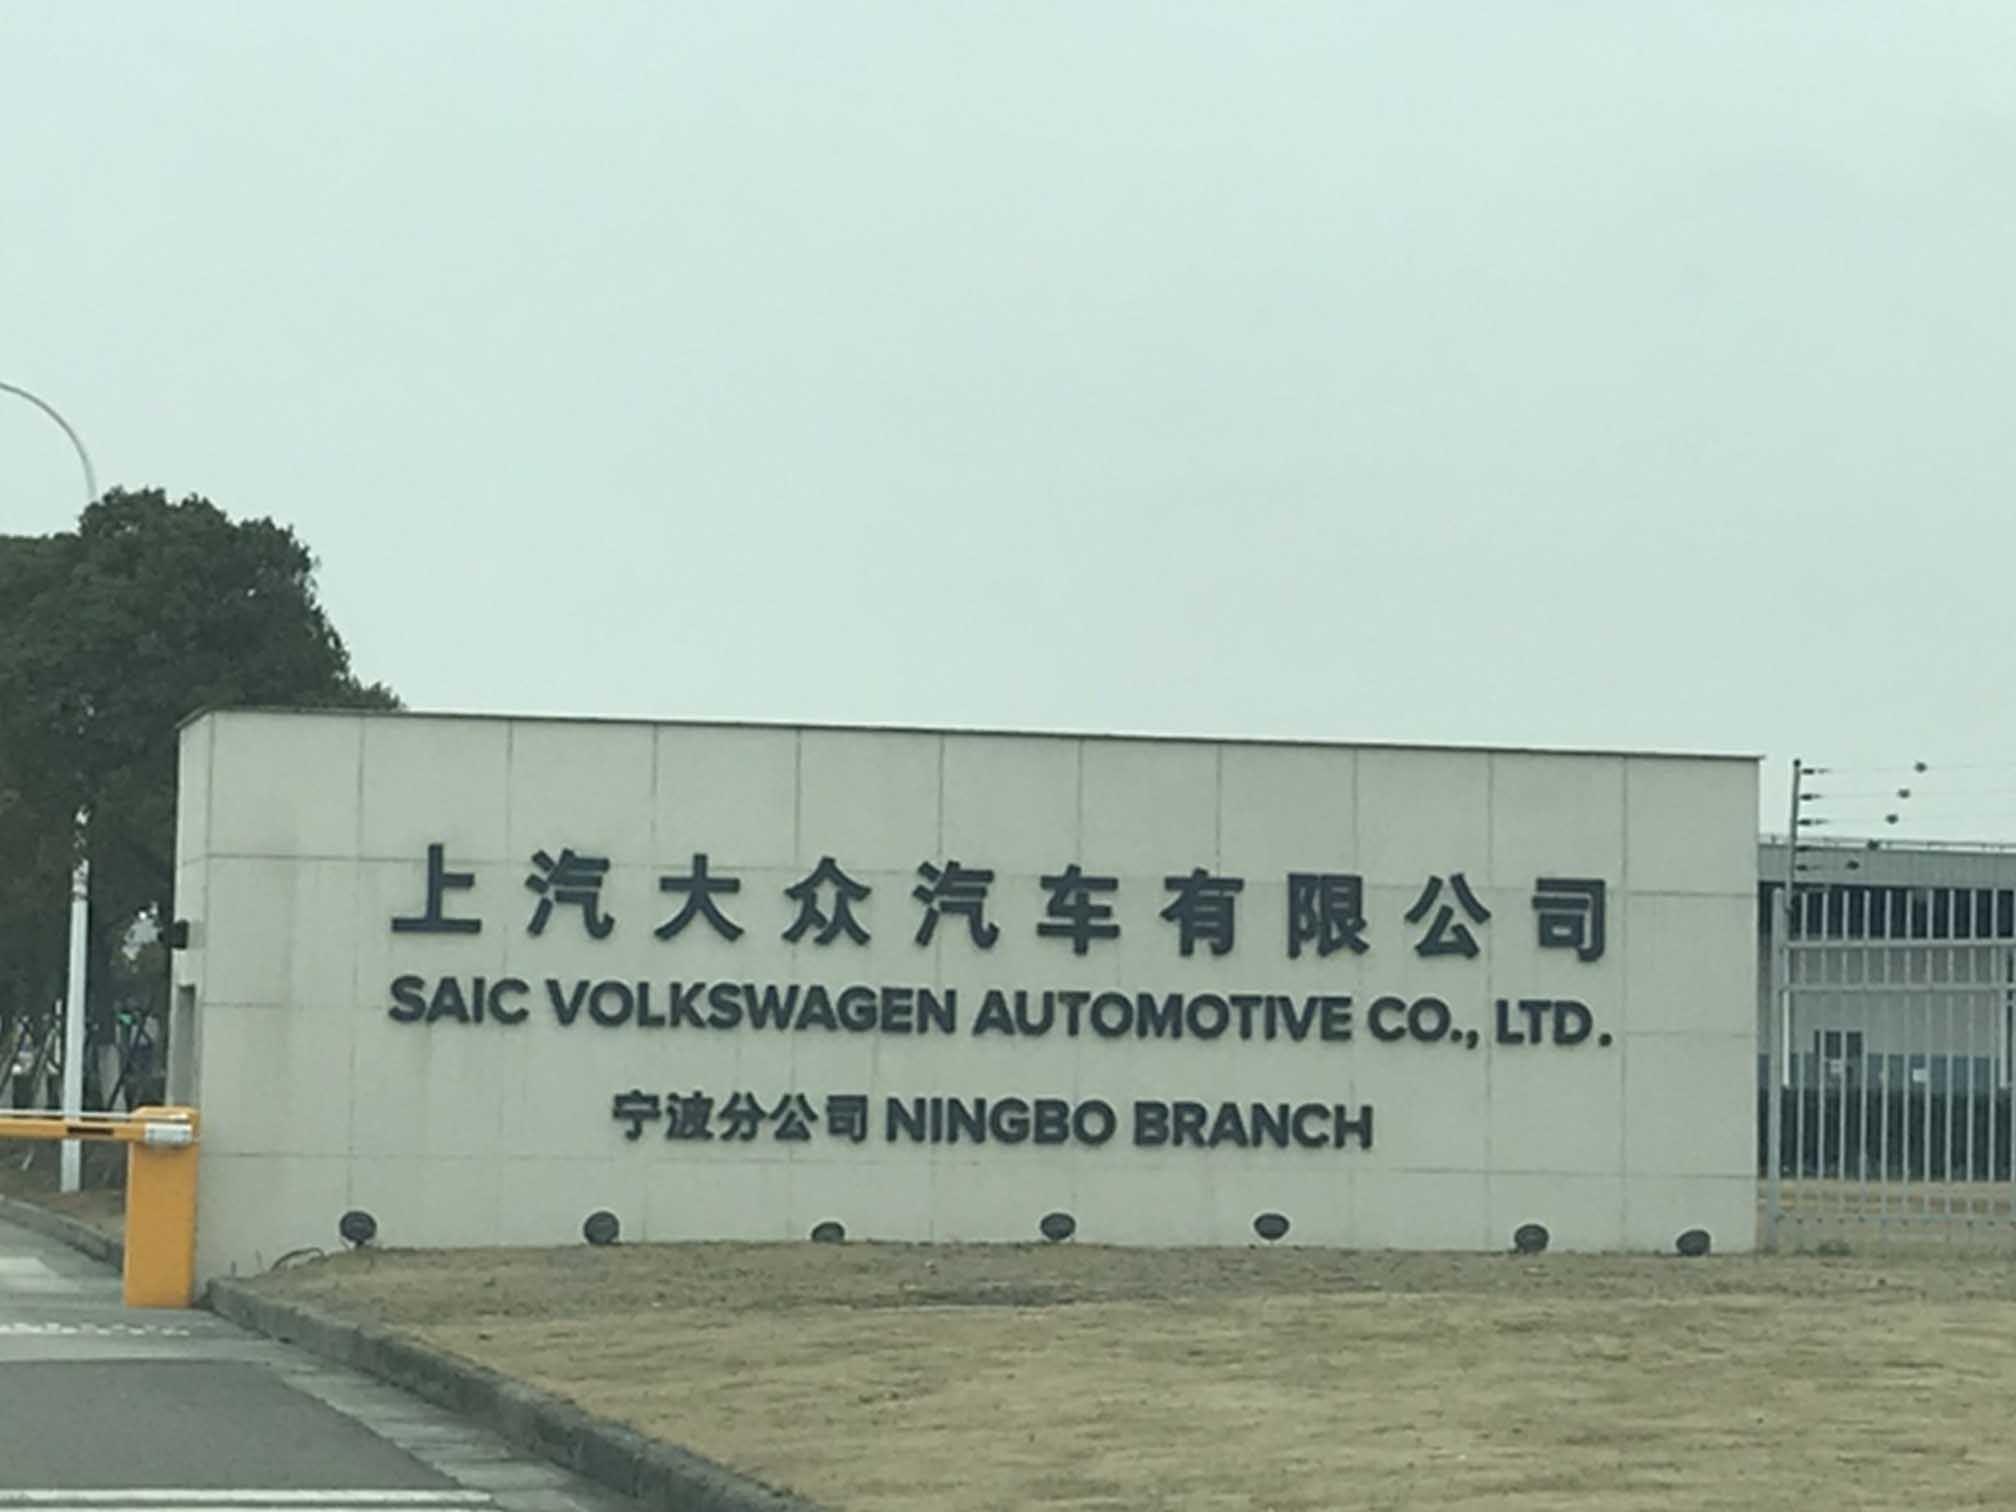 上汽大众汽车有限公司
SAIC VOLKSWAGEN AUTOMOTIVE CO., LTD.
宁波分公司 NINGBO BRANCH